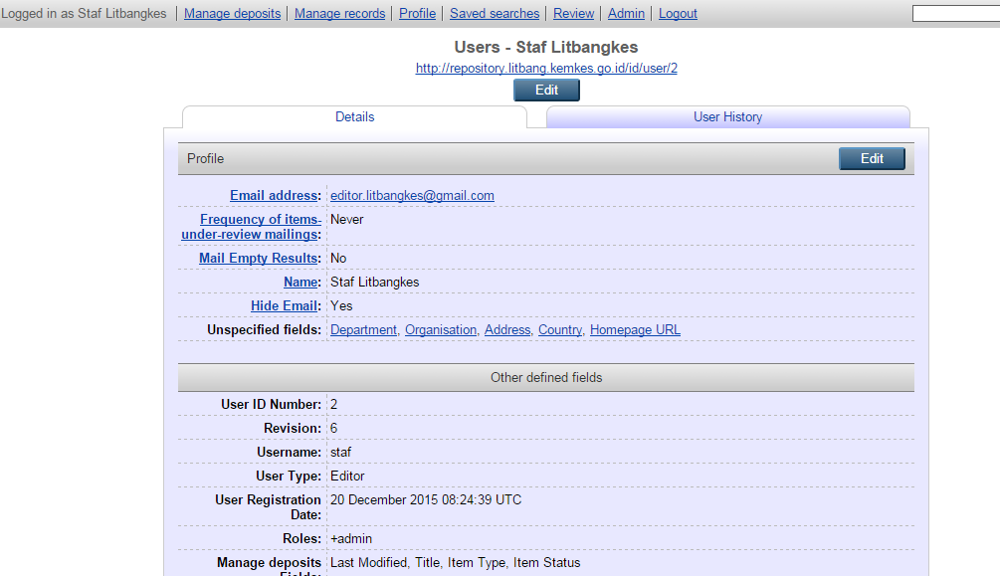 Logged in as Staf Litbangkes | Manage deposits | Manage records | Profile | Saved searches | Review | Admin | Logout
Users - Staf Litbangkes
http://repository.litbang.kemkes.go.id/id/user/2
Edit
Details User History
Profile Edit
Email address: editor.litbangkes@gmail.com
Frequency of items- Never
under-review mailings:
Mail Empty Results: No
Name: Staf Litbangkes
Hide Email: Yes
Unspecified fields: Department, Organisation, Address, Country, Homepage URL
Other defined fields
User ID Number: 2
Revision: 6
Username: staf
User Type: Editor
User Registration 20 December 2015 08:24:39 UTC
Date:
Roles: +admin
Manage deposits Last Modified, Title, Item Type, Item Status
Fields: